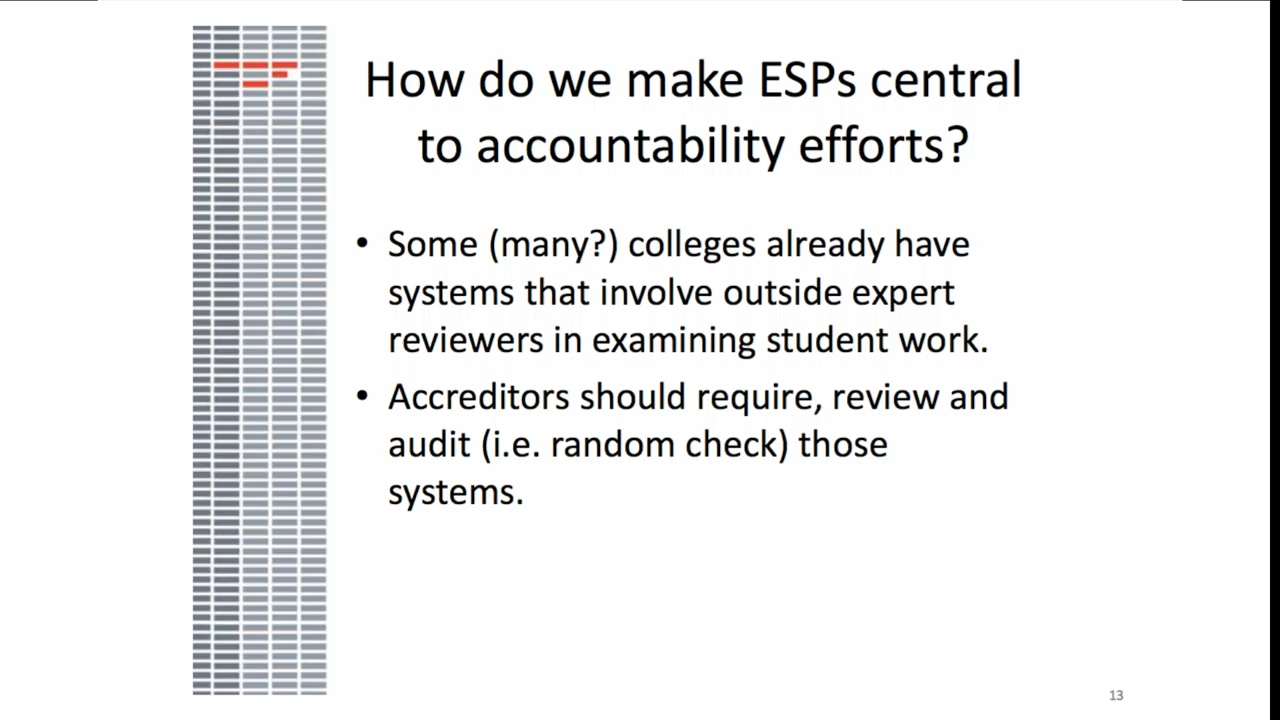 How do we make ESPs central
to accountability efforts?
• Some (many?) colleges already have
systems that involve outside expert
reviewers in examining student work.
• Accreditors should require, review and
audit (i.e. random check) those
systems.
13